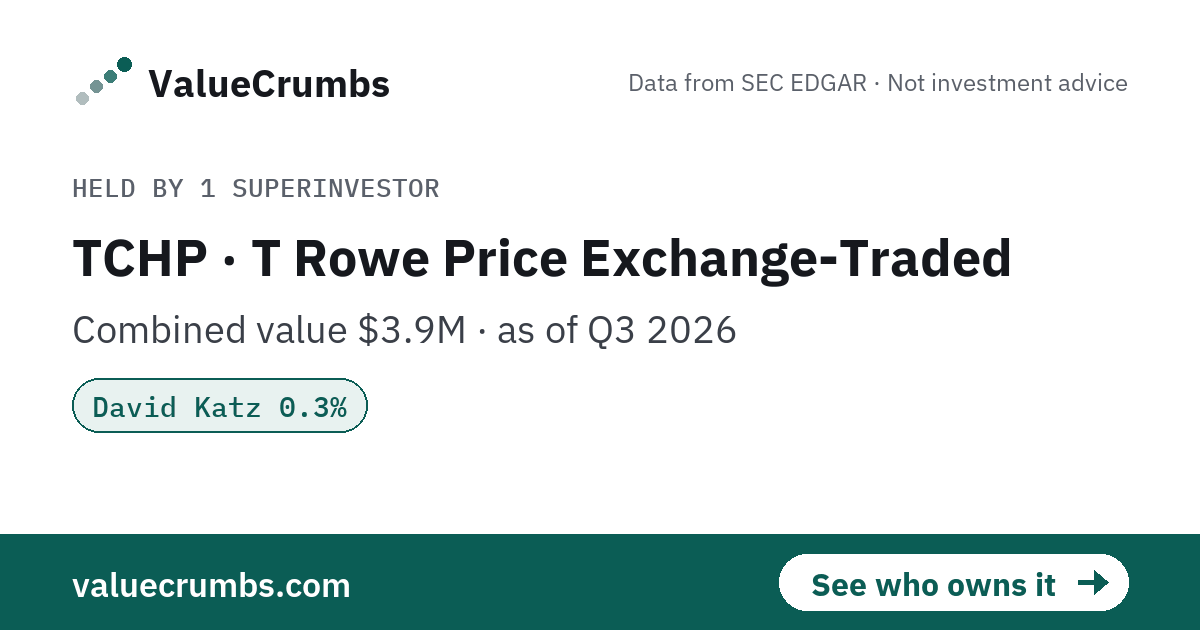 ValueCrumbs
Data from SEC EDGAR · Not investment advice
HELD BY 1 SUPERINVESTOR
TCHP · T Rowe Price Exchange-Traded
Combined value $3.9M · as of Q3 2026
David Katz 0.3%
valuecrumbs.com
See who owns it →